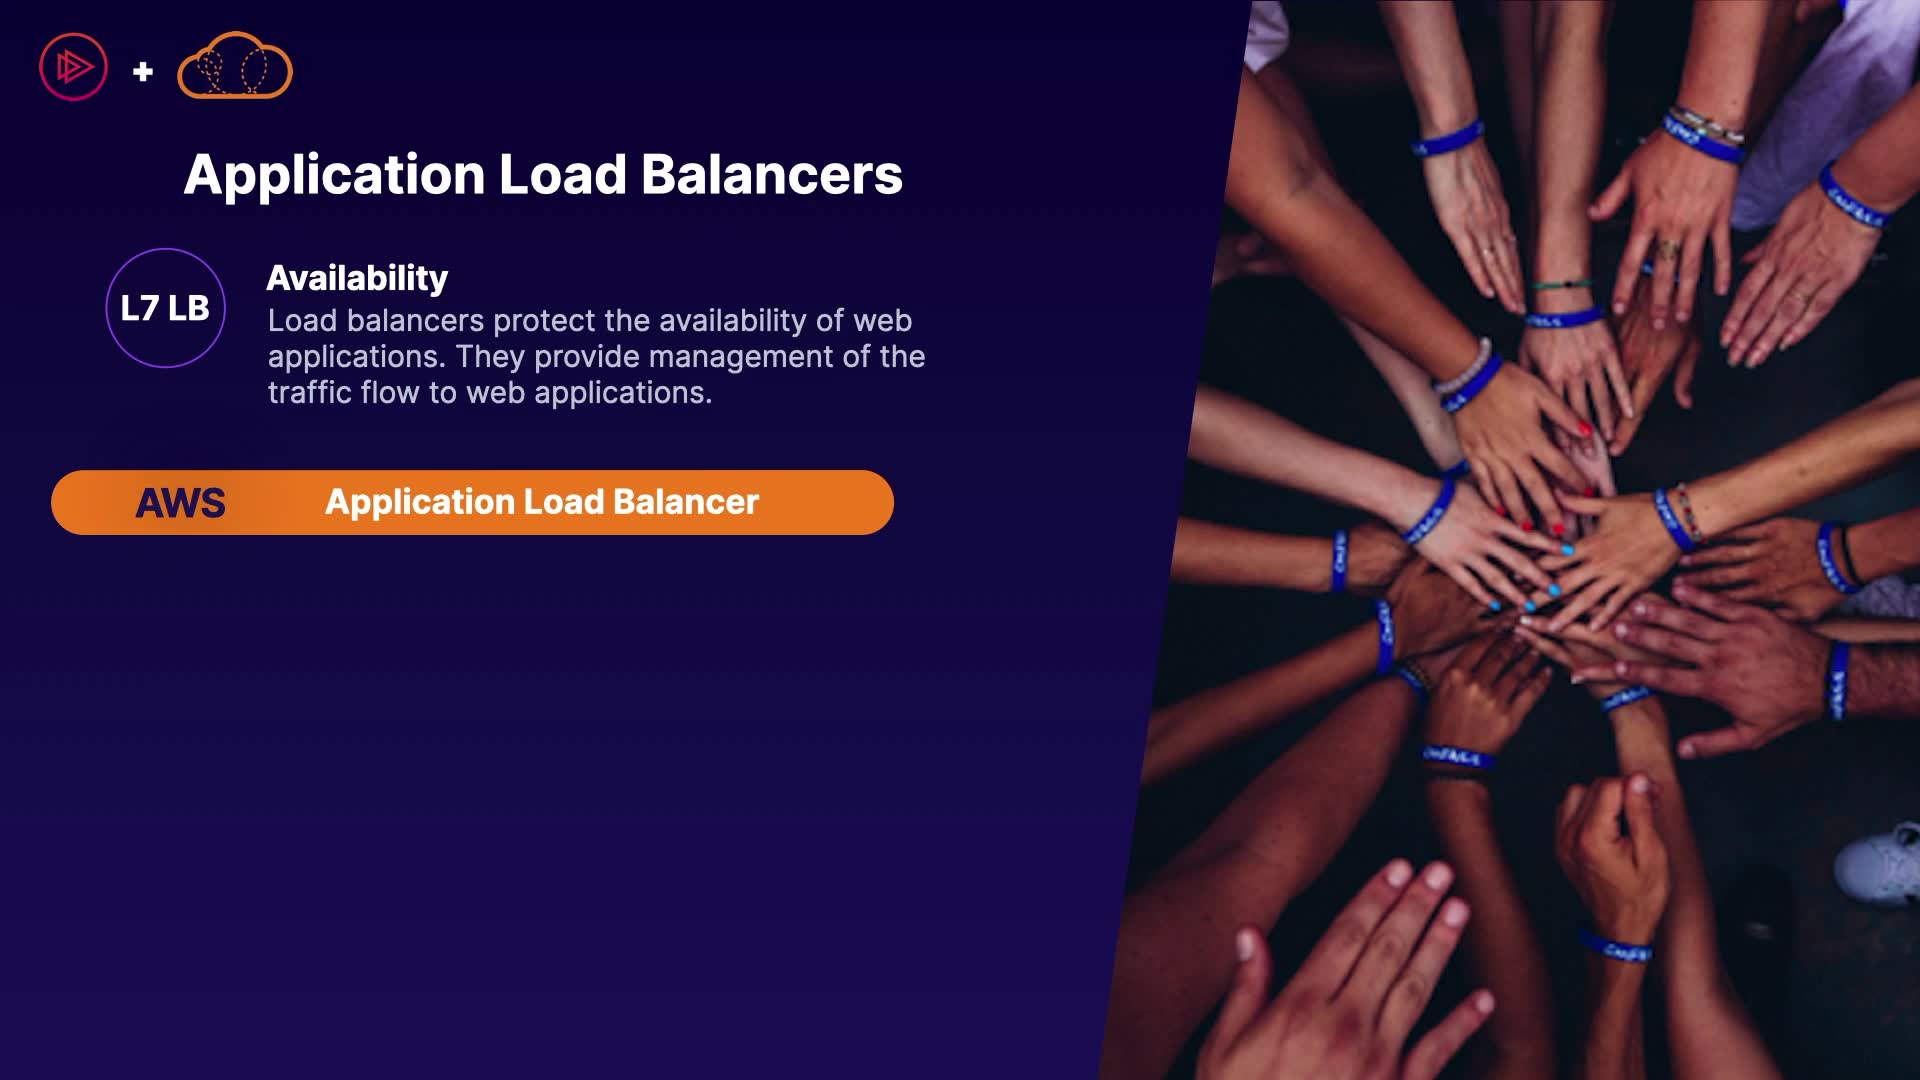 Application Load Balancers
L7 LB
Availability
Load balancers protect the availability of web
applications. They provide management of the
traffic flow to web applications.
AWS Application Load Balancer